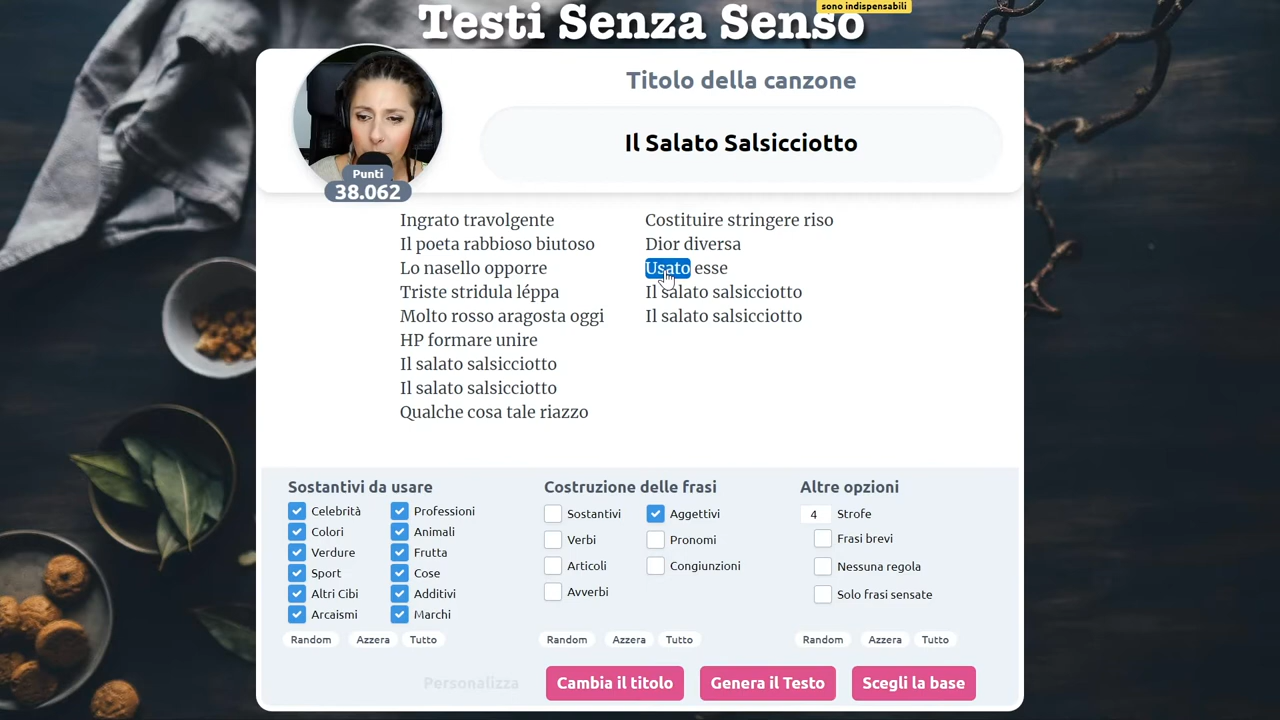 sono indispensabili
Testi Senza Senso
Punti
38.062
Titolo della canzone
Il Salato Salsicciotto
Ingrato travolgente
Il poeta rabbioso biutoso
Lo nasello opporre
Triste stridula léppa
Molto rosso aragosta oggi
HP formare unire
Il salato salsicciotto
Il salato salsicciotto
Qualche cosa tale riazzo
Costituire stringere riso
Dior diversa
Usato esse
Il salato salsicciotto
Il salato salsicciotto
Sostantivi da usare
Celebrità
Professioni
Colori
Animali
Verdure
Frutta
Sport
Cose
Altri Cibi
Additivi
Arcaismi
Marchi
Random
Azzera
Tutto
Costruzione delle frasi
Sostantivi
Aggettivi
Verbi
Pronomi
Articoli
Congiunzioni
Avverbi
Random
Azzera
Tutto
Altre opzioni
4 Strofe
Frasi brevi
Nessuna regola
Solo frasi sensate
Random
Azzera
Tutto
Personalizza
Cambia il titolo
Genera il Testo
Scegli la base